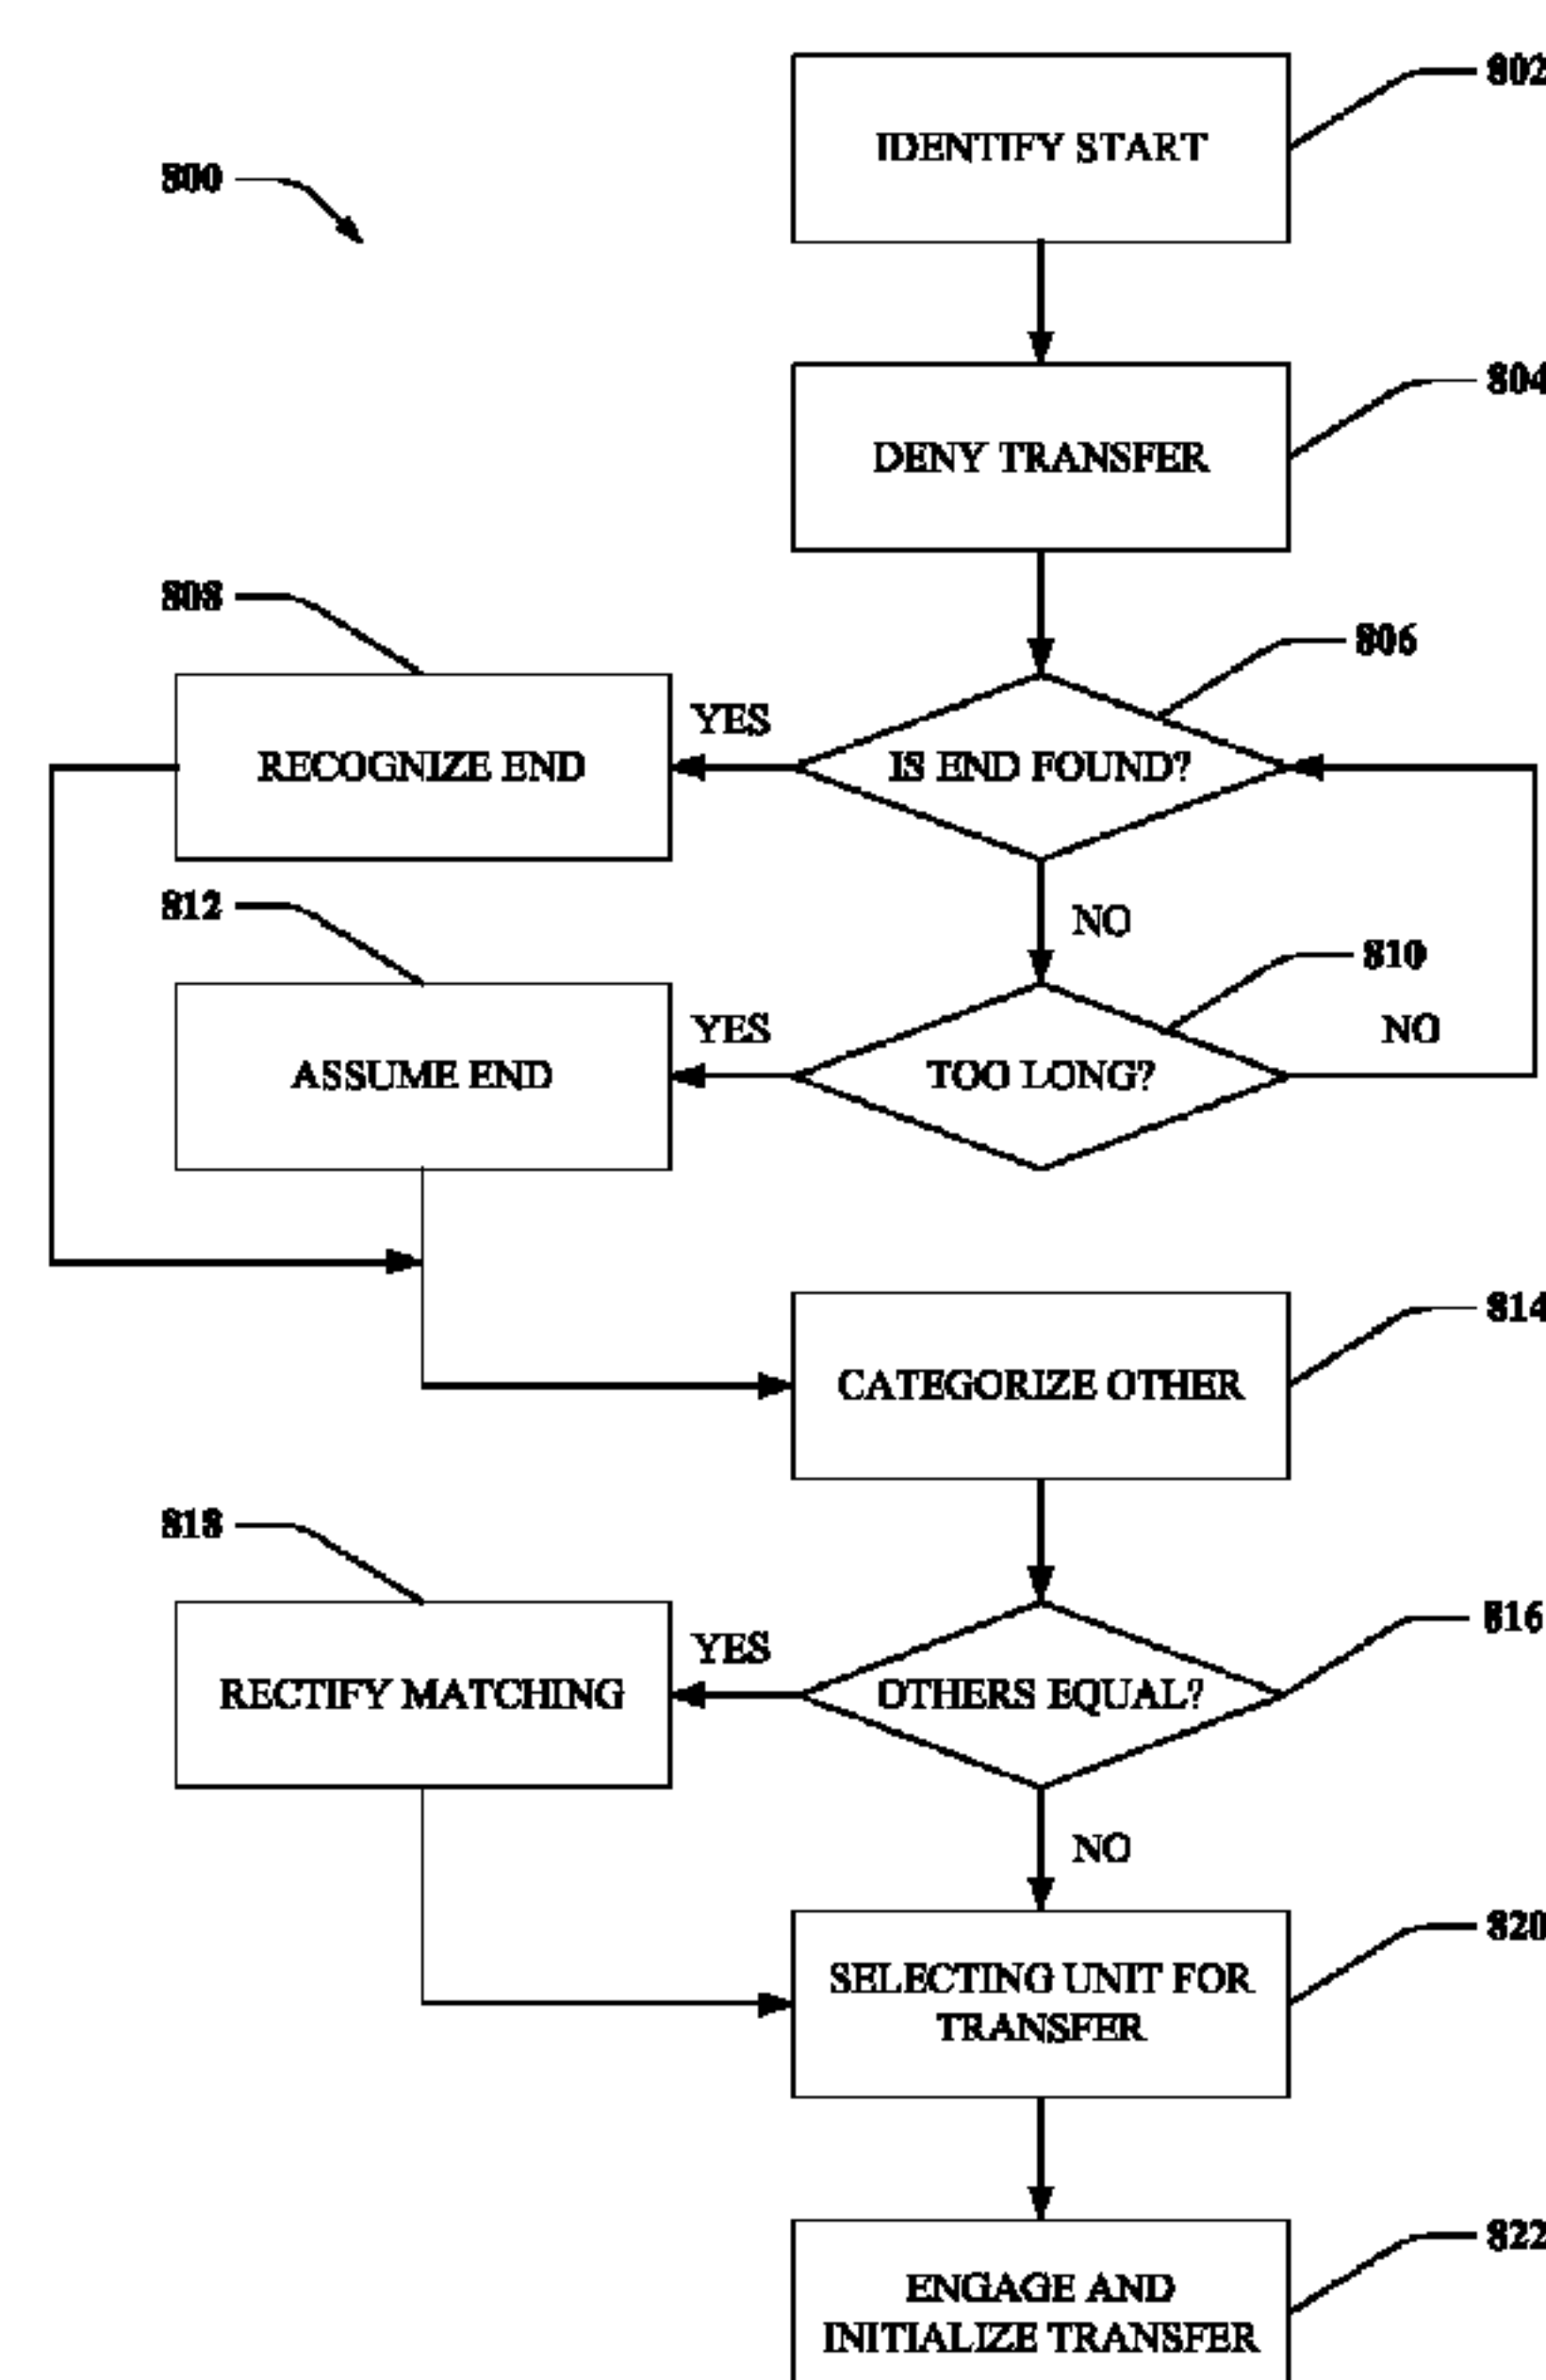 802
IDENTIFY START
800
804
DENY TRANSFER
808
806
YES
RECOGNIZE END
IS END FOUND?
812
NO
810
YES
NO
ASSUME END
TOO LONG?
814
CATEGORIZE OTHER
818
816
YES
RECTIFY MATCHING
OTHERS EQUAL?
NO
820
SELECTING UNIT FOR
TRANSFER
822
ENGAGE AND
INITIALIZE TRANSFER